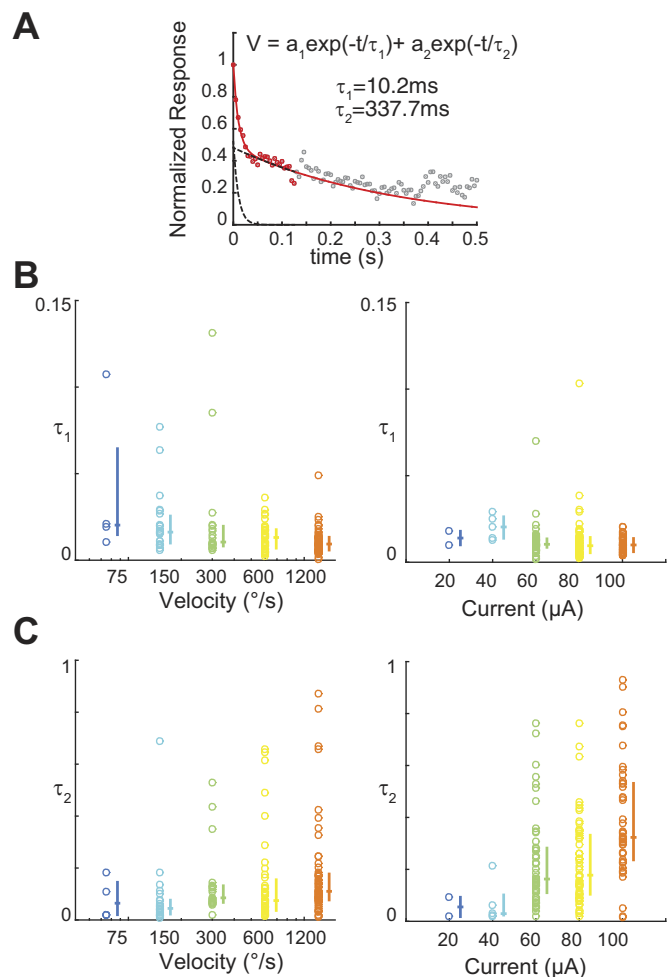 A
V = a₁exp(-t/τ₁)+ a₂exp(-t/τ₂)
τ₁=10.2ms
τ₂=337.7ms
Normalized Response
1
0.8
0.6
0.4
0.2
0
0 0.1 0.2 0.3 0.4 0.5
time (s)
B
0.15
τ₁
0
75 150 300 600 1200
Velocity (°/s)
0.15
τ₁
0
20 40 60 80 100
Current (μA)
C
1
τ₂
0
75 150 300 600 1200
Velocity (°/s)
1
τ₂
0
20 40 60 80 100
Current (μA)